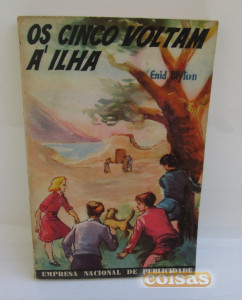 OS CINCO VOLTAM
À ILHA
Enid Blyton
EMPRESA NACIONAL DE PUBLICIDADE
coisas